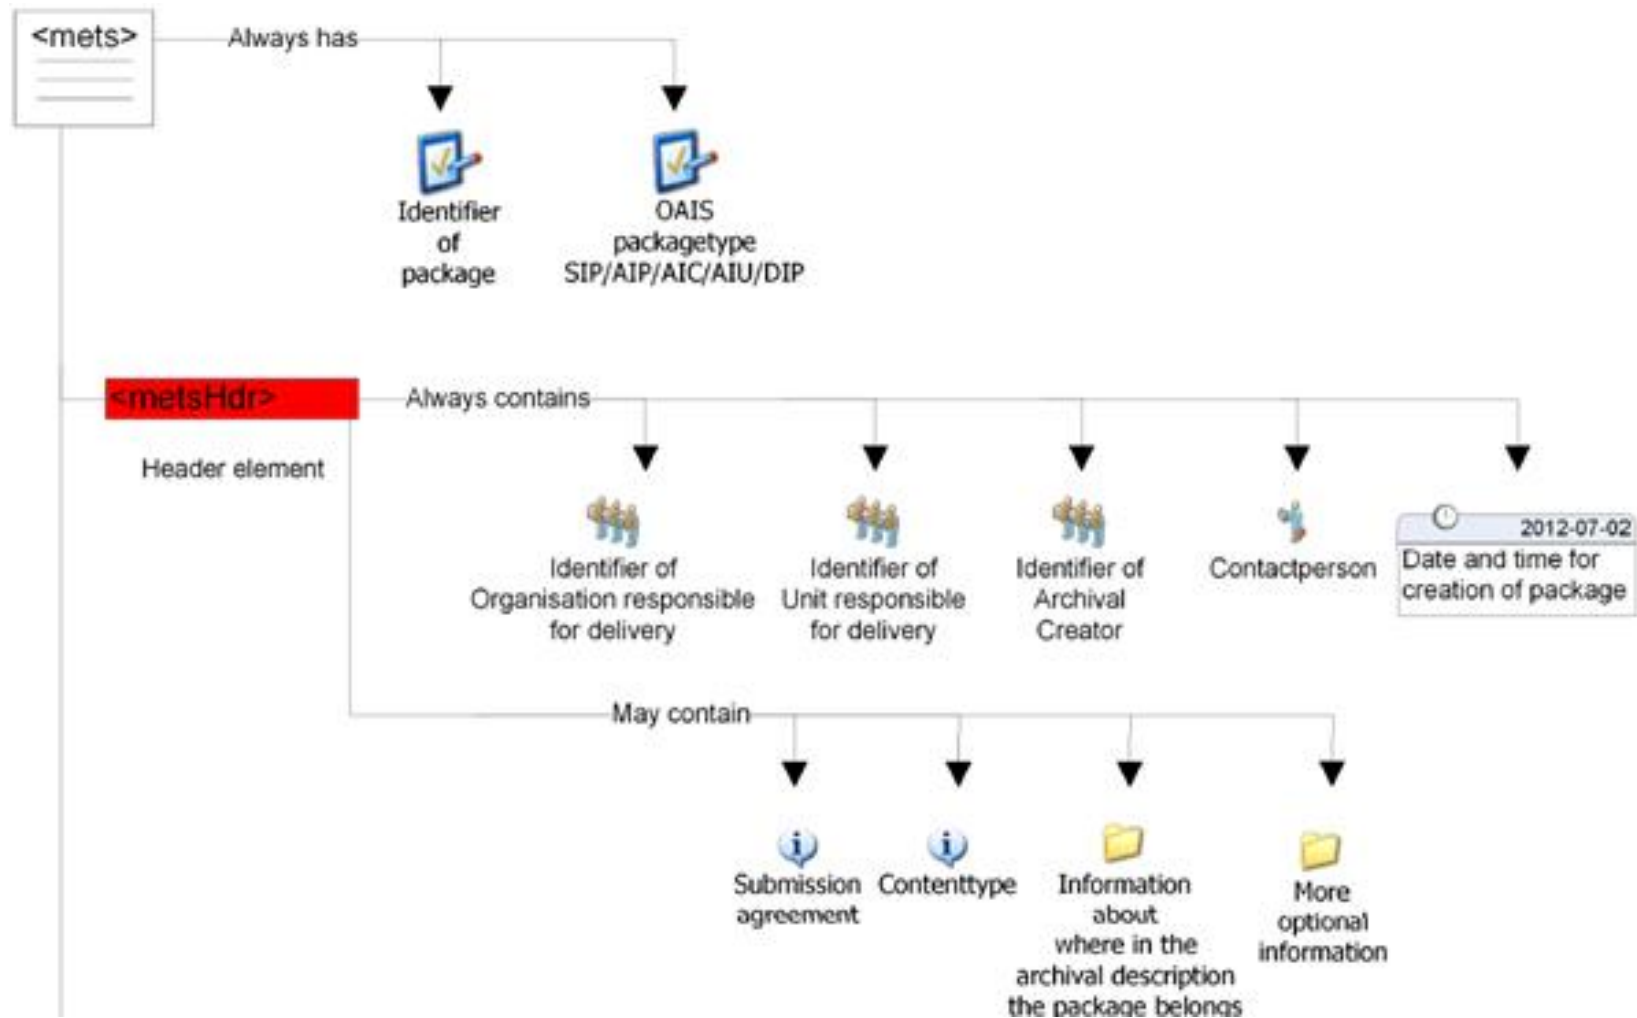 <mets>
Always has
Identifier
of
package
OAIS
packagetype
SIP/AIP/AIC/AIU/DIP
<metsHdr>
Always contains
Header element
Identifier of
Organisation responsible
for delivery
Identifier of
Unit responsible
for delivery
Identifier of
Archival
Creator
Contactperson
2012-07-02
Date and time for
creation of package
May contain
Submission
agreement
Contenttype
Information
about
where in the
archival description
the package belongs
More
optional
information